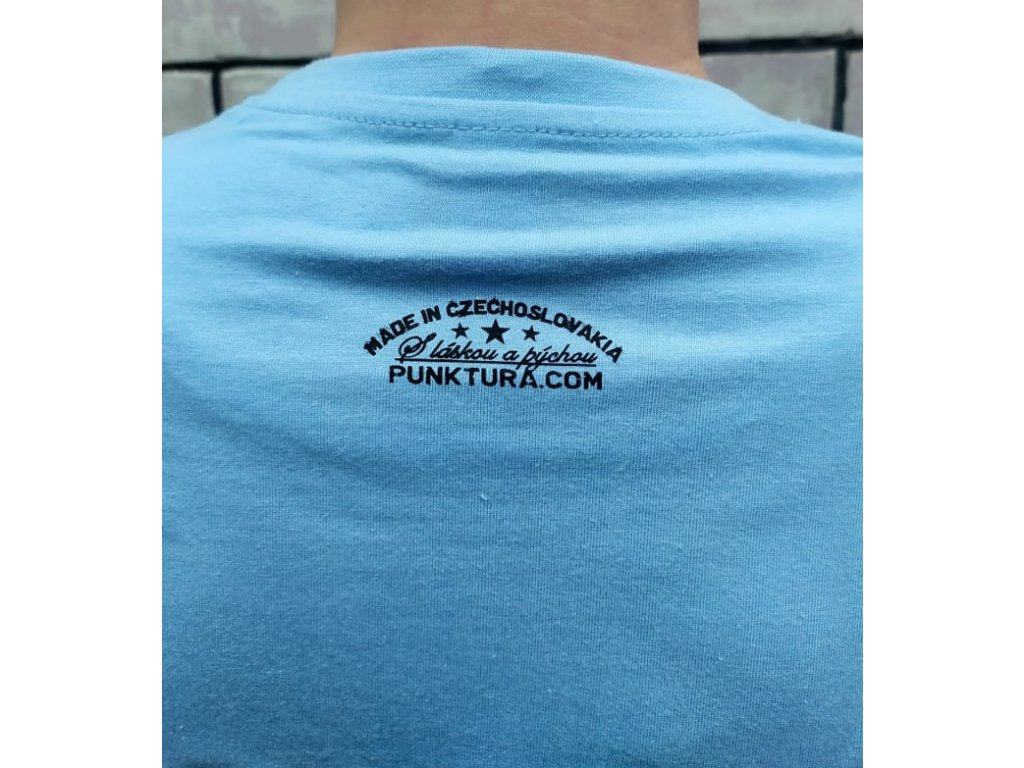 MADE IN CZECHOSLOVAKIA
S láskou a pýchou
PUNKTURA.COM